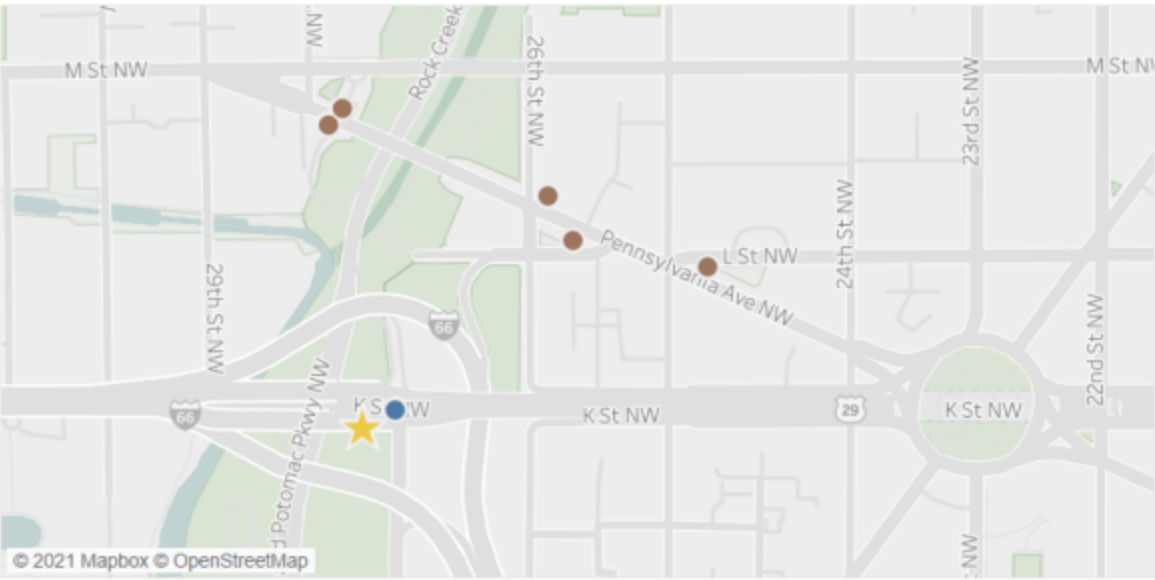 NW
Rock Creek
26th St NW
M St NW
M St NW
23rd St NW
24th St NW
Pennsylvania Ave NW
L St NW
29th St NW
66
22nd St NW
66
K S NW
K St NW
29
K St NW
Potomac Pkwy NW
NW
© 2021 Mapbox © OpenStreetMap